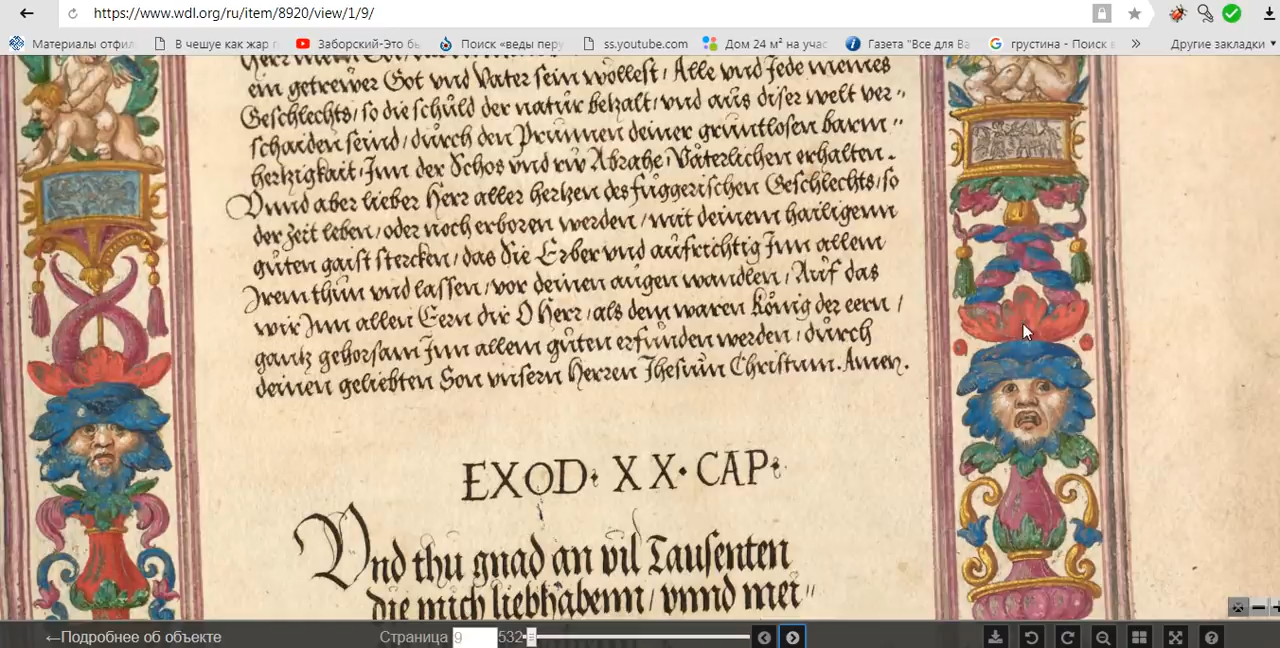 https://www.wdl.org/ru/item/8920/view/1/9/
Материалы отфил
В чешуе как жар г
Заборский-Это бы
Поиск «веды перу
ss.youtube.com
Дом 24 м² на учас
Газета "Все для Ва
грустина - Поиск в
»
Другие закладки
ein getrewer Got vnd Vater sein wöllest / Alle vnd Jede meines
Geschlechts / so die schuld der natur bezalt / vnd aus diser welt ver„
schaiden seind / durch den Prunnen deiner gruntlosen barm„
hertzigkait / Jnn der Schos vnd rüw Abrahe / Väterlichen erhalten.
Vnnd aber lieber Herr aller hertzen des fuggerischen Geschlechts / so
der zeit leben / oder noch erboren werden / mit deinem hailigenn
guten gaist stercken / das die Erber vnd aufrichtig Jnn allem
Jrem thun vnd lassen / vor deinen augen wandlen / Auf das
wir Jnn allen Eern dir O Herr / als dem waren König der eern /
gantz gehorsam Jnn allem guten erfunden werden / durch
deinen geliebten Son vnsern Herren Jhesum Christum. Amen.
EXOD. XX. CAP.
Vnd thu gnad an vil Tausenten
die mich liebhabenn / vnnd mei„
←Подробнее об объекте
Страница 9 532